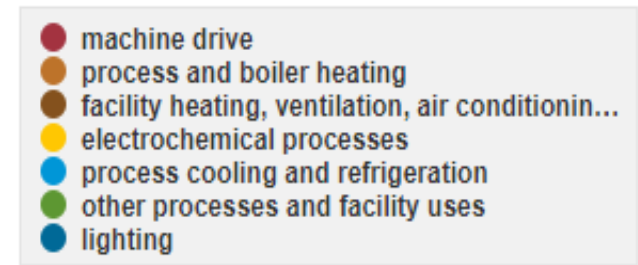 machine drive
process and boiler heating
facility heating, ventilation, air conditionin...
electrochemical processes
process cooling and refrigeration
other processes and facility uses
lighting